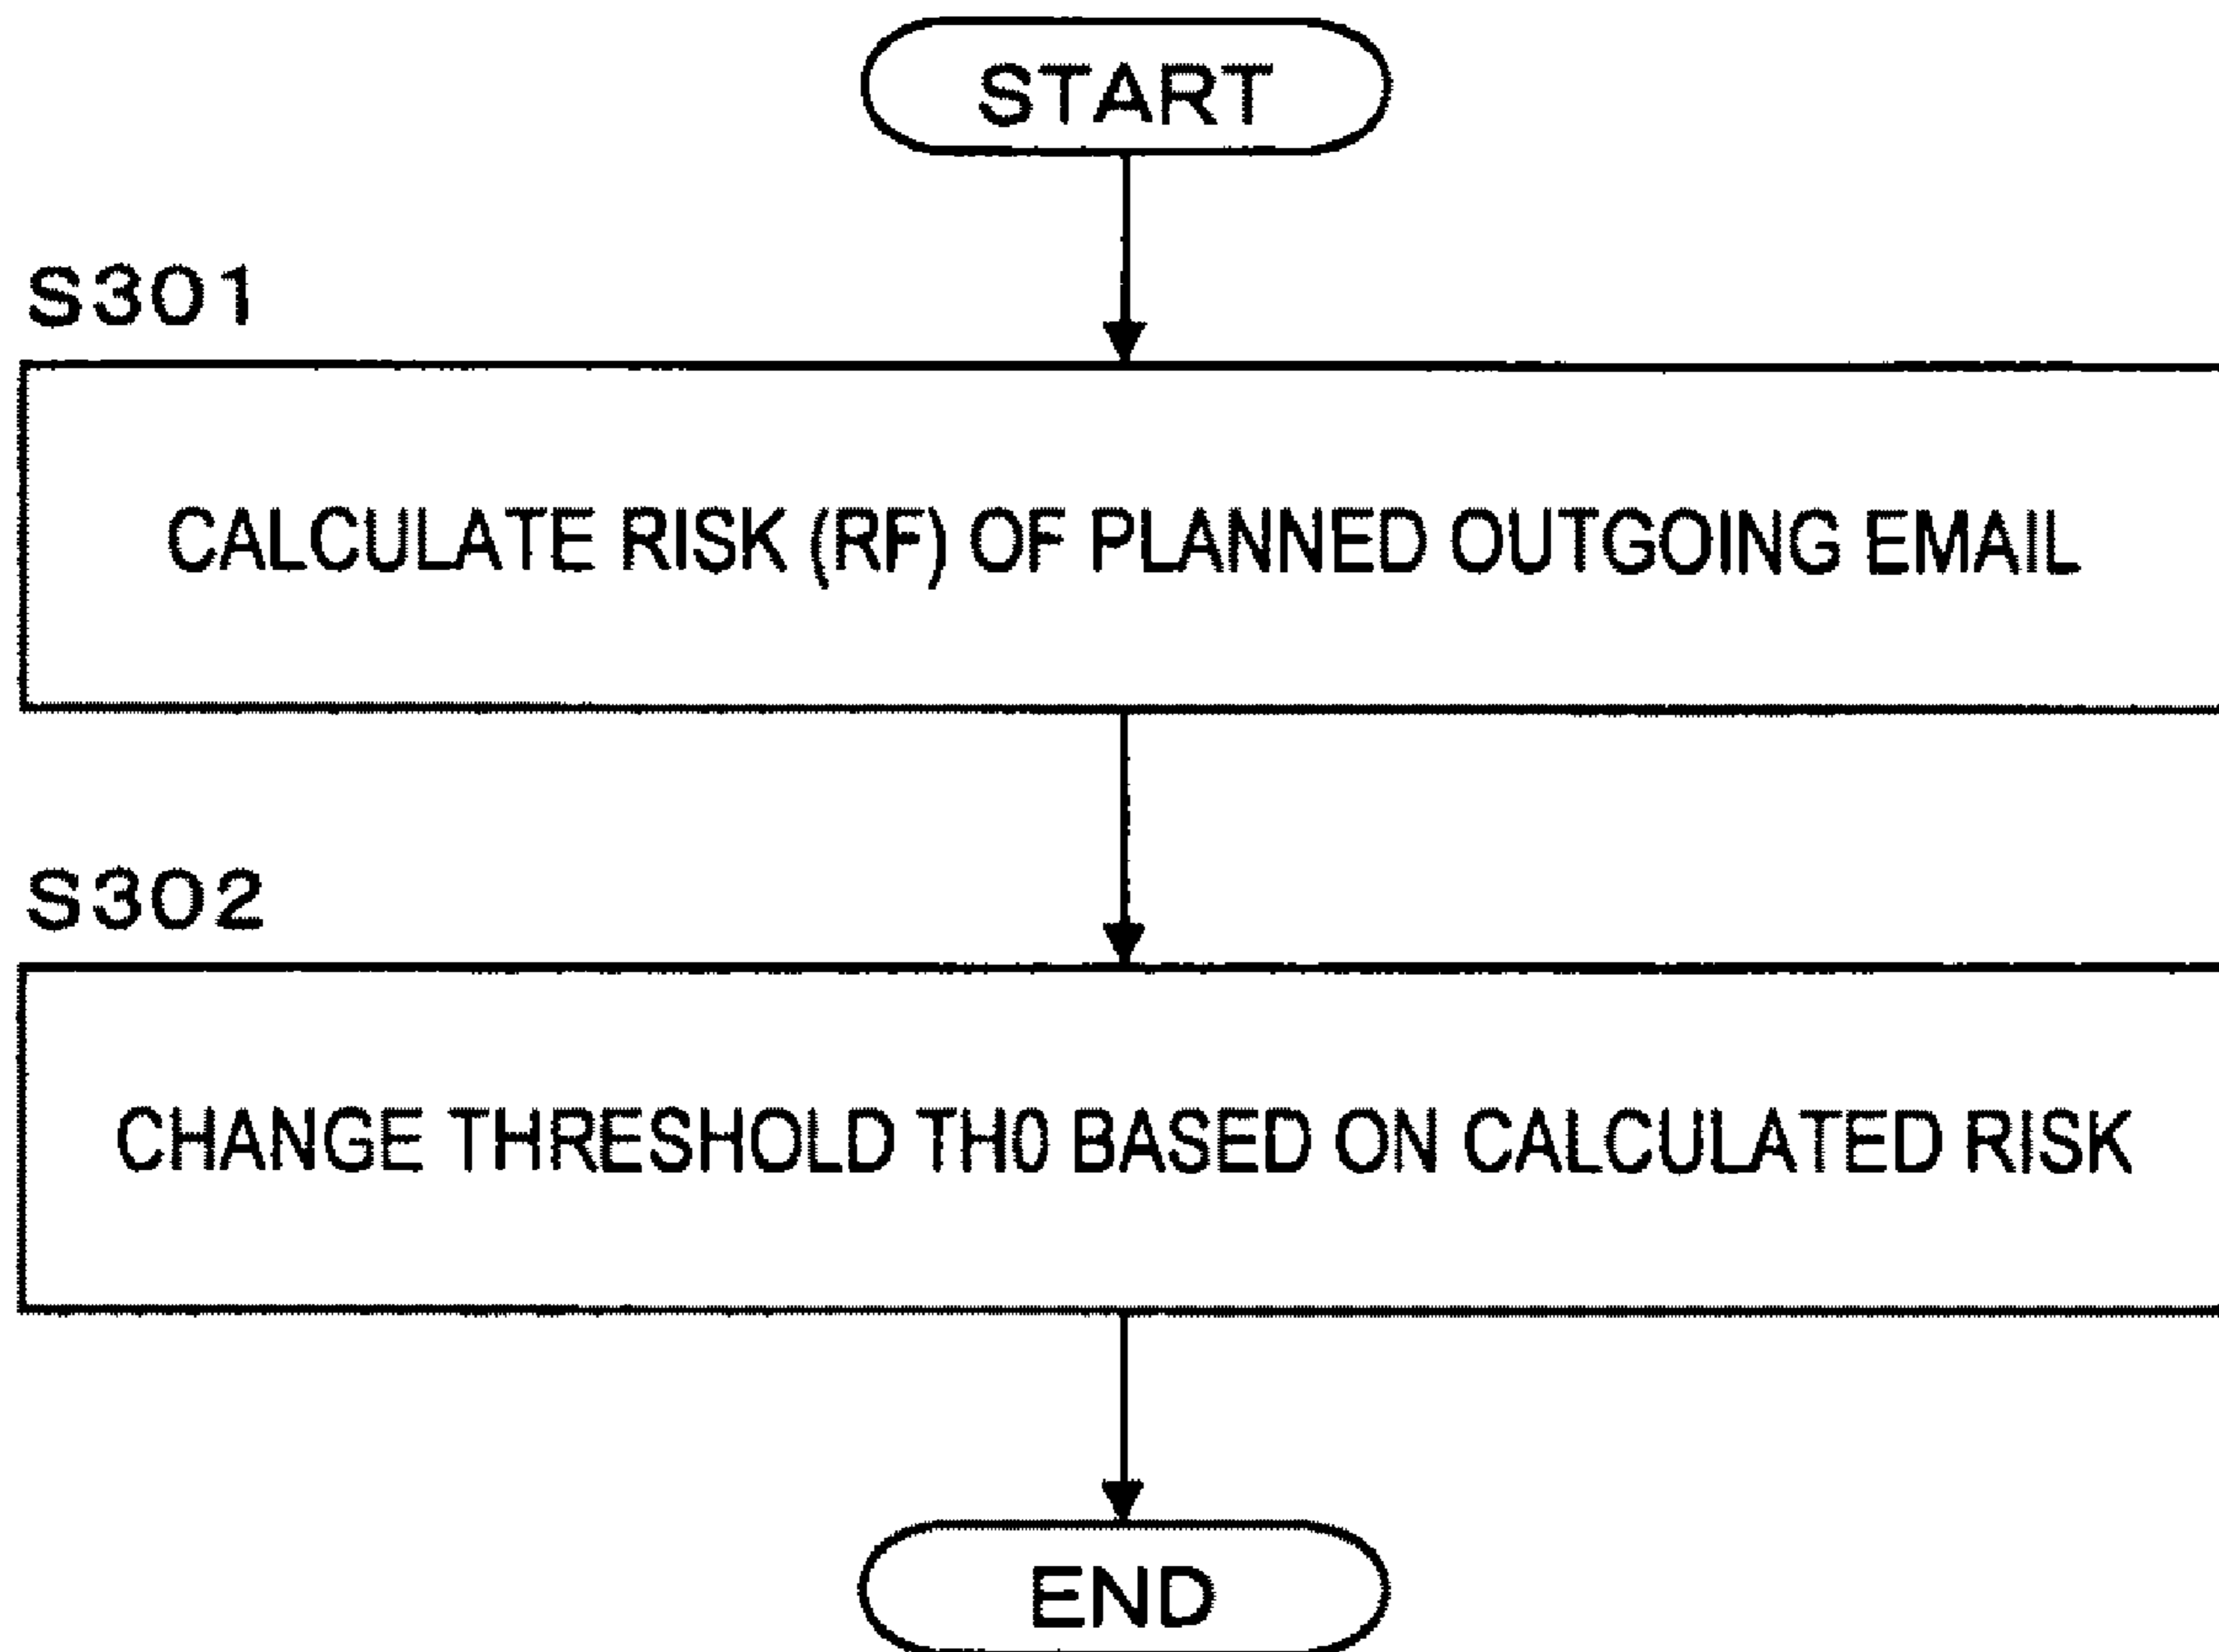 START
S301
CALCULATE RISK (RF) OF PLANNED OUTGOING EMAIL
S302
CHANGE THRESHOLD TH0 BASED ON CALCULATED RISK
END